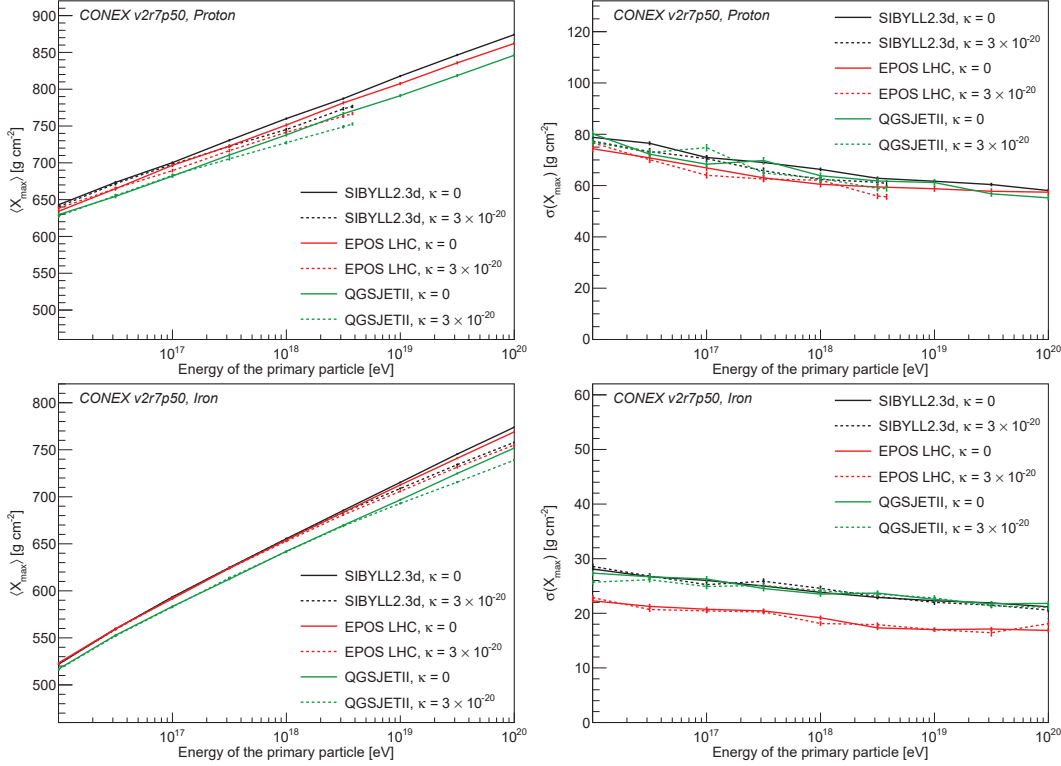 CONEX v2r7p50, Proton
⟨X_max⟩ [g cm⁻²]
900
850
800
750
700
650
600
550
500
SIBYLL2.3d, κ = 0
SIBYLL2.3d, κ = 3 × 10⁻²⁰
EPOS LHC, κ = 0
EPOS LHC, κ = 3 × 10⁻²⁰
QGSJETII, κ = 0
QGSJETII, κ = 3 × 10⁻²⁰
10¹⁷ 10¹⁸ 10¹⁹ 10²⁰
Energy of the primary particle [eV]
CONEX v2r7p50, Proton
σ(X_max) [g cm⁻²]
120
100
80
60
40
20
0
SIBYLL2.3d, κ = 0
SIBYLL2.3d, κ = 3 × 10⁻²⁰
EPOS LHC, κ = 0
EPOS LHC, κ = 3 × 10⁻²⁰
QGSJETII, κ = 0
QGSJETII, κ = 3 × 10⁻²⁰
10¹⁷ 10¹⁸ 10¹⁹ 10²⁰
Energy of the primary particle [eV]
CONEX v2r7p50, Iron
⟨X_max⟩ [g cm⁻²]
800
750
700
650
600
550
500
SIBYLL2.3d, κ = 0
SIBYLL2.3d, κ = 3 × 10⁻²⁰
EPOS LHC, κ = 0
EPOS LHC, κ = 3 × 10⁻²⁰
QGSJETII, κ = 0
QGSJETII, κ = 3 × 10⁻²⁰
10¹⁷ 10¹⁸ 10¹⁹ 10²⁰
Energy of the primary particle [eV]
CONEX v2r7p50, Iron
σ(X_max) [g cm⁻²]
60
50
40
30
20
10
0
SIBYLL2.3d, κ = 0
SIBYLL2.3d, κ = 3 × 10⁻²⁰
EPOS LHC, κ = 0
EPOS LHC, κ = 3 × 10⁻²⁰
QGSJETII, κ = 0
QGSJETII, κ = 3 × 10⁻²⁰
10¹⁷ 10¹⁸ 10¹⁹ 10²⁰
Energy of the primary particle [eV]